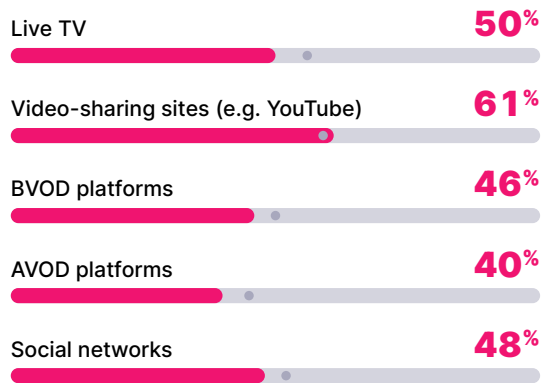 Live TV 50%
Video-sharing sites (e.g. YouTube) 61%
BVOD platforms 46%
AVOD platforms 40%
Social networks 48%